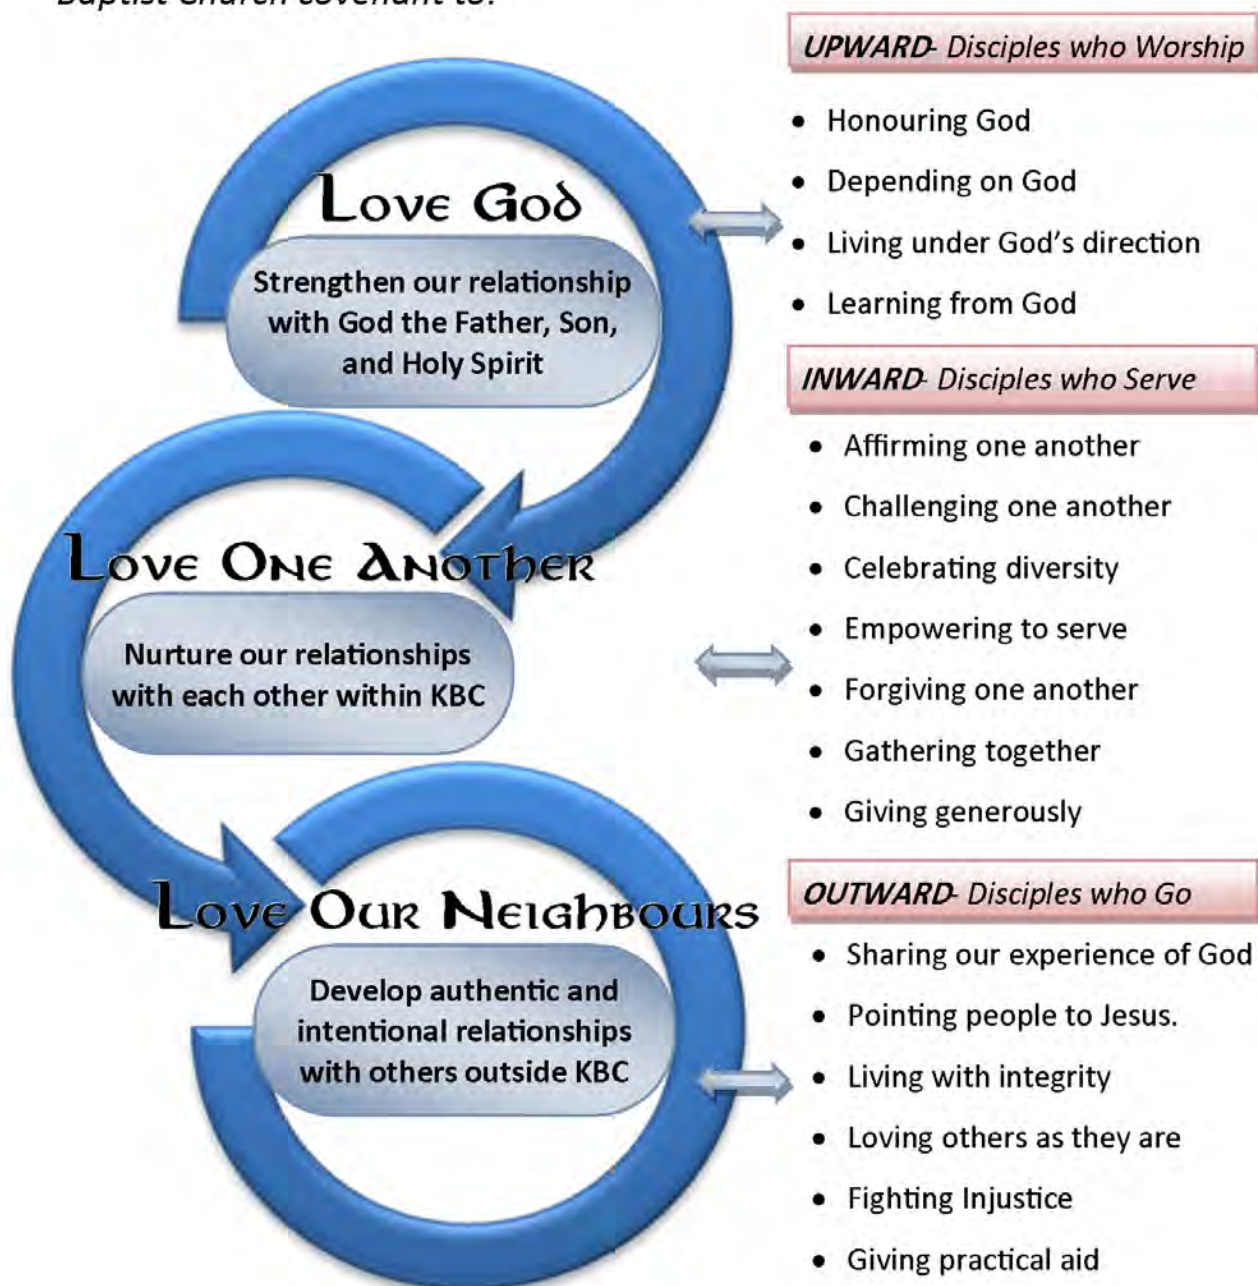 Baptist Church covenant to:
UPWARD- Disciples who Worship
• Honouring God
• Depending on God
• Living under God's direction
• Learning from God
LOVE GOD
Strengthen our relationship
with God the Father, Son,
and Holy Spirit
INWARD- Disciples who Serve
• Affirming one another
• Challenging one another
• Celebrating diversity
• Empowering to serve
• Forgiving one another
• Gathering together
• Giving generously
LOVE ONE ANOTHER
Nurture our relationships
with each other within KBC
OUTWARD- Disciples who Go
• Sharing our experience of God
• Pointing people to Jesus.
• Living with integrity
• Loving others as they are
• Fighting Injustice
• Giving practical aid
LOVE OUR NEIGHBOURS
Develop authentic and
intentional relationships
with others outside KBC